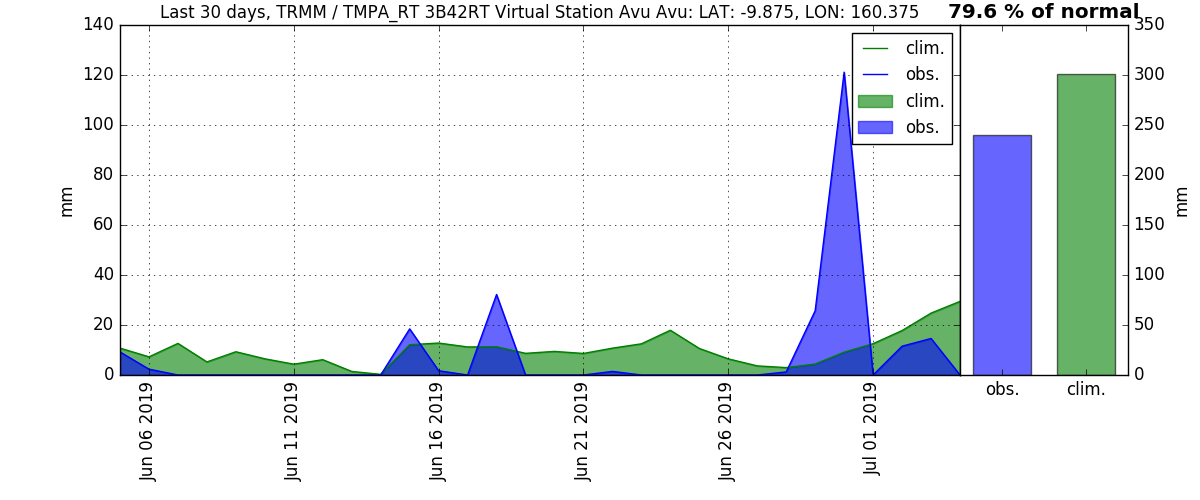 Last 30 days, TRMM / TMPA_RT 3B42RT Virtual Station Avu Avu: LAT: -9.875, LON: 160.375
79.6 % of normal
140
120
100
80
60
40
20
0
mm
clim.
obs.
clim.
obs.
Jun 06 2019
Jun 11 2019
Jun 16 2019
Jun 21 2019
Jun 26 2019
Jul 01 2019
350
300
250
200
150
100
50
0
mm
obs.
clim.